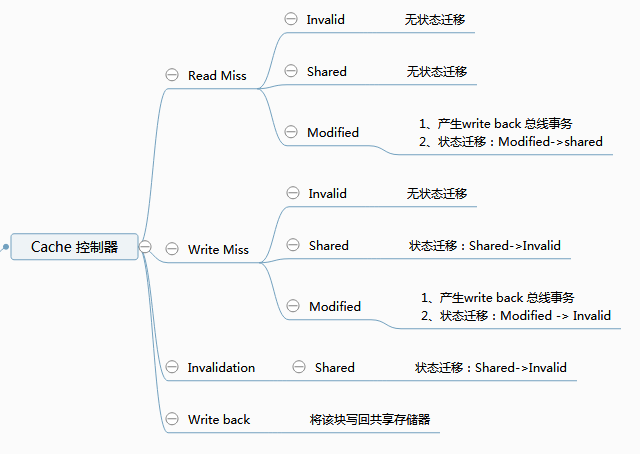 Cache 控制器
Read Miss
Invalid 无状态迁移
Shared 无状态迁移
Modified
1、产生write back 总线事务
2、状态迁移：Modified->shared
Write Miss
Invalid 无状态迁移
Shared 状态迁移：Shared->Invalid
Modified
1、产生write back 总线事务
2、状态迁移：Modified -> Invalid
Invalidation Shared 状态迁移：Shared->Invalid
Write back 将该块写回共享存储器